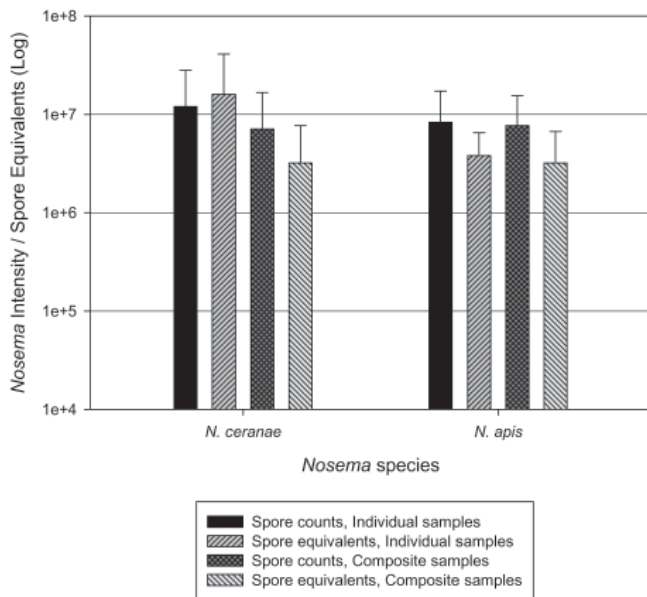 1e+8
1e+7
1e+6
1e+5
1e+4
Nosema Intensity / Spore Equivalents (Log)
N. ceranae
N. apis
Nosema species
Spore counts, Individual samples
Spore equivalents, Individual samples
Spore counts, Composite samples
Spore equivalents, Composite samples